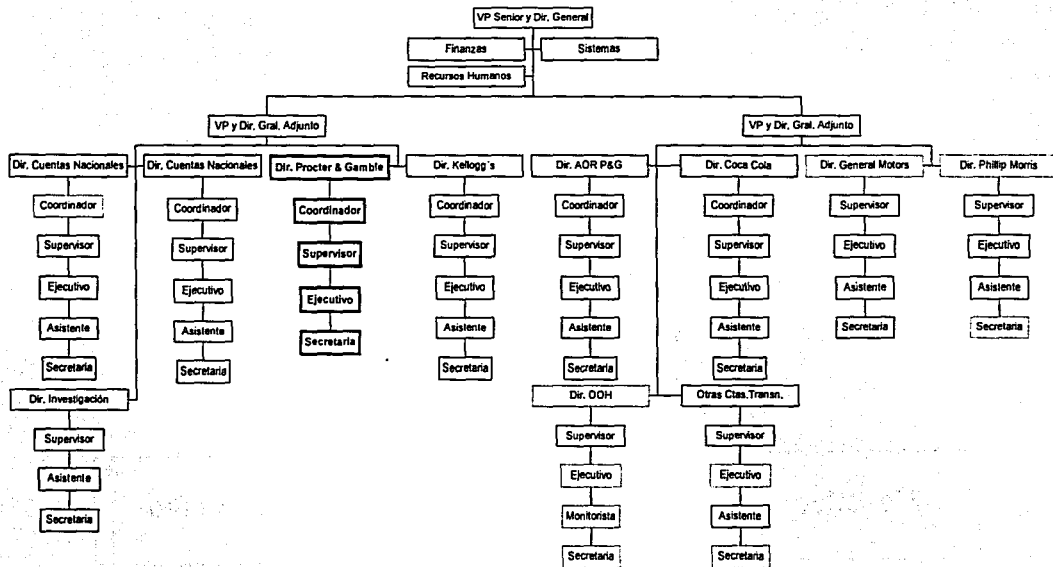 VP Senior y Dir. General
Finanzas
Sistemas
Recursos Humanos
VP y Dir. Gral. Adjunto
VP y Dir. Gral. Adjunto
Dir. Cuentas Nacionales
Dir. Cuentas Nacionales
Dir. Procter & Gamble
Dir. Kellogg´s
Dir. AOR P&G
Dir. Coca Cola
Dir. General Motors
Dir. Phillip Morris
Coordinador
Coordinador
Coordinador
Coordinador
Coordinador
Coordinador
Supervisor
Supervisor
Supervisor
Supervisor
Supervisor
Supervisor
Supervisor
Supervisor
Ejecutivo
Ejecutivo
Ejecutivo
Ejecutivo
Ejecutivo
Ejecutivo
Ejecutivo
Ejecutivo
Asistente
Asistente
Secretaria
Asistente
Asistente
Asistente
Asistente
Asistente
Secretaria
Secretaria
Secretaria
Secretaria
Secretaria
Secretaria
Secretaria
Dir. Investigación
Dir. OOH
Otras Ctas.Transn.
Supervisor
Supervisor
Supervisor
Asistente
Ejecutivo
Ejecutivo
Secretaria
Monitorista
Asistente
Secretaria
Secretaria